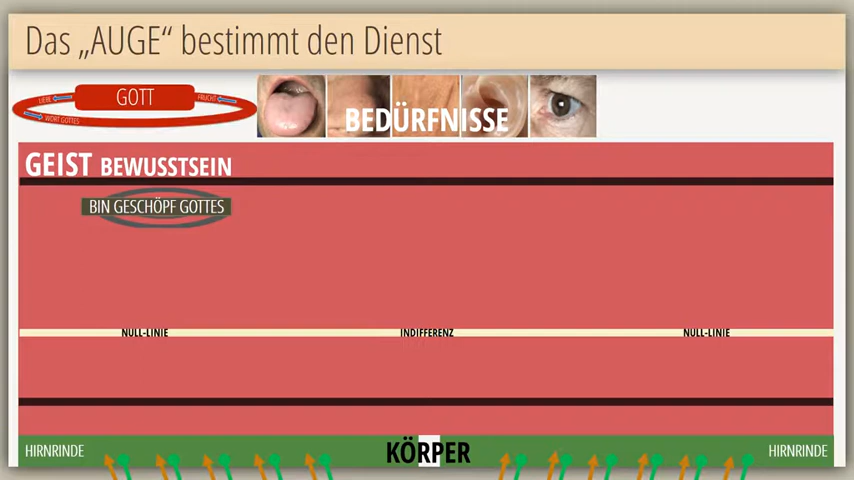 Das „AUGE“ bestimmt den Dienst
GOTT
LIEBE
FRUCHT
WORT GOTTES
BEDÜRFNISSE
GEIST BEWUSSTSEIN
BIN GESCHÖPF GOTTES
NULL-LINIE INDIFFERENZ NULL-LINIE
HIRNRINDE KÖRPER HIRNRINDE